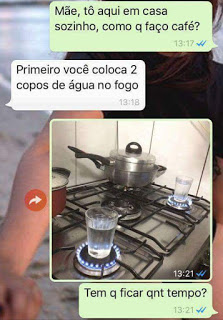 Mãe, tô aqui em casa
sozinho, como q faço café?
13:17
Primeiro você coloca 2
copos de água no fogo
13:18
13:21
Tem q ficar qnt tempo?
13:21